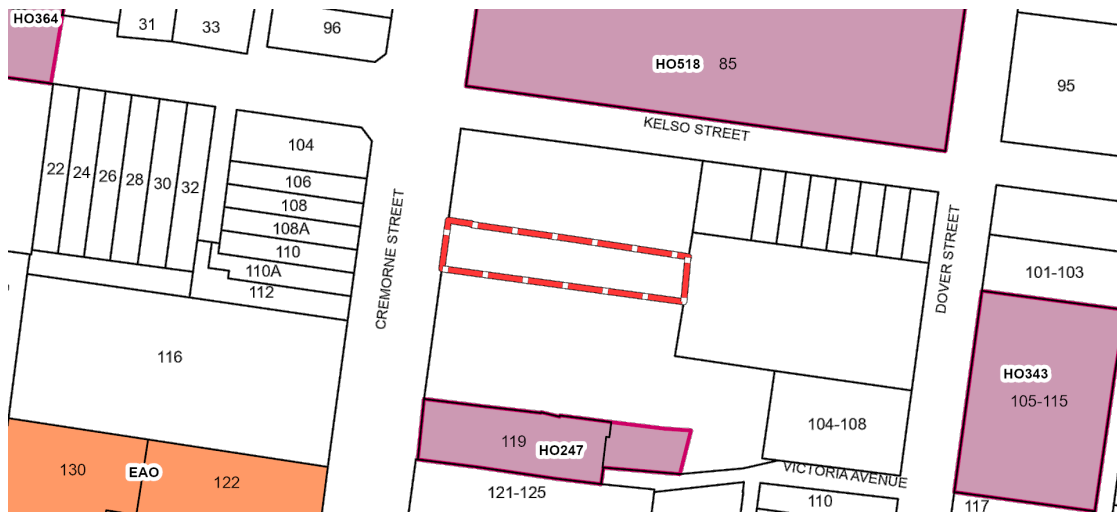 HO364
31
33
96
HO518
85
95
KELSO STREET
104
22
24
26
28
30
32
106
108
108A
110
110A
112
CREMORNE STREET
DOVER STREET
101-103
116
HO343
105-115
104-108
119
HO247
130
EAO
122
VICTORIA AVENUE
121-125
110
117